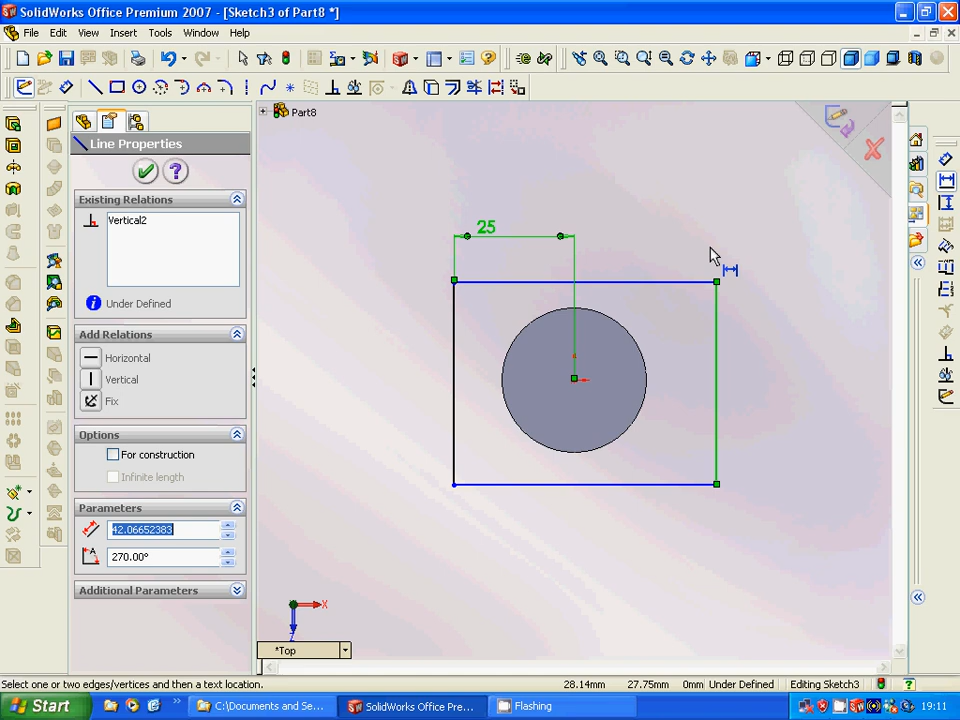 SolidWorks Office Premium 2007 - [Sketch3 of Part8 *]
File Edit View Insert Tools Window Help
Part8
Line Properties
Existing Relations
Vertical2
Under Defined
Add Relations
Horizontal
Vertical
Fix
Options
For construction
Infinite length
Parameters
42.06652383
270.00°
Additional Parameters
25
X
Z
*Top
Select one or two edges/vertices and then a text location.
28.14mm 27.75mm 0mm Under Defined Editing Sketch3
Start C:\Documents and Se... SolidWorks Office Pre... Flashing 19:11